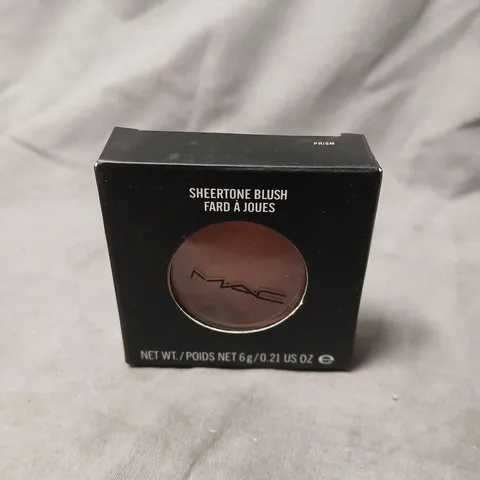 PRISM
SHEERTONE BLUSH
FARD À JOUES
MAC
NET WT./POIDS NET 6 g/0.21 US OZ e